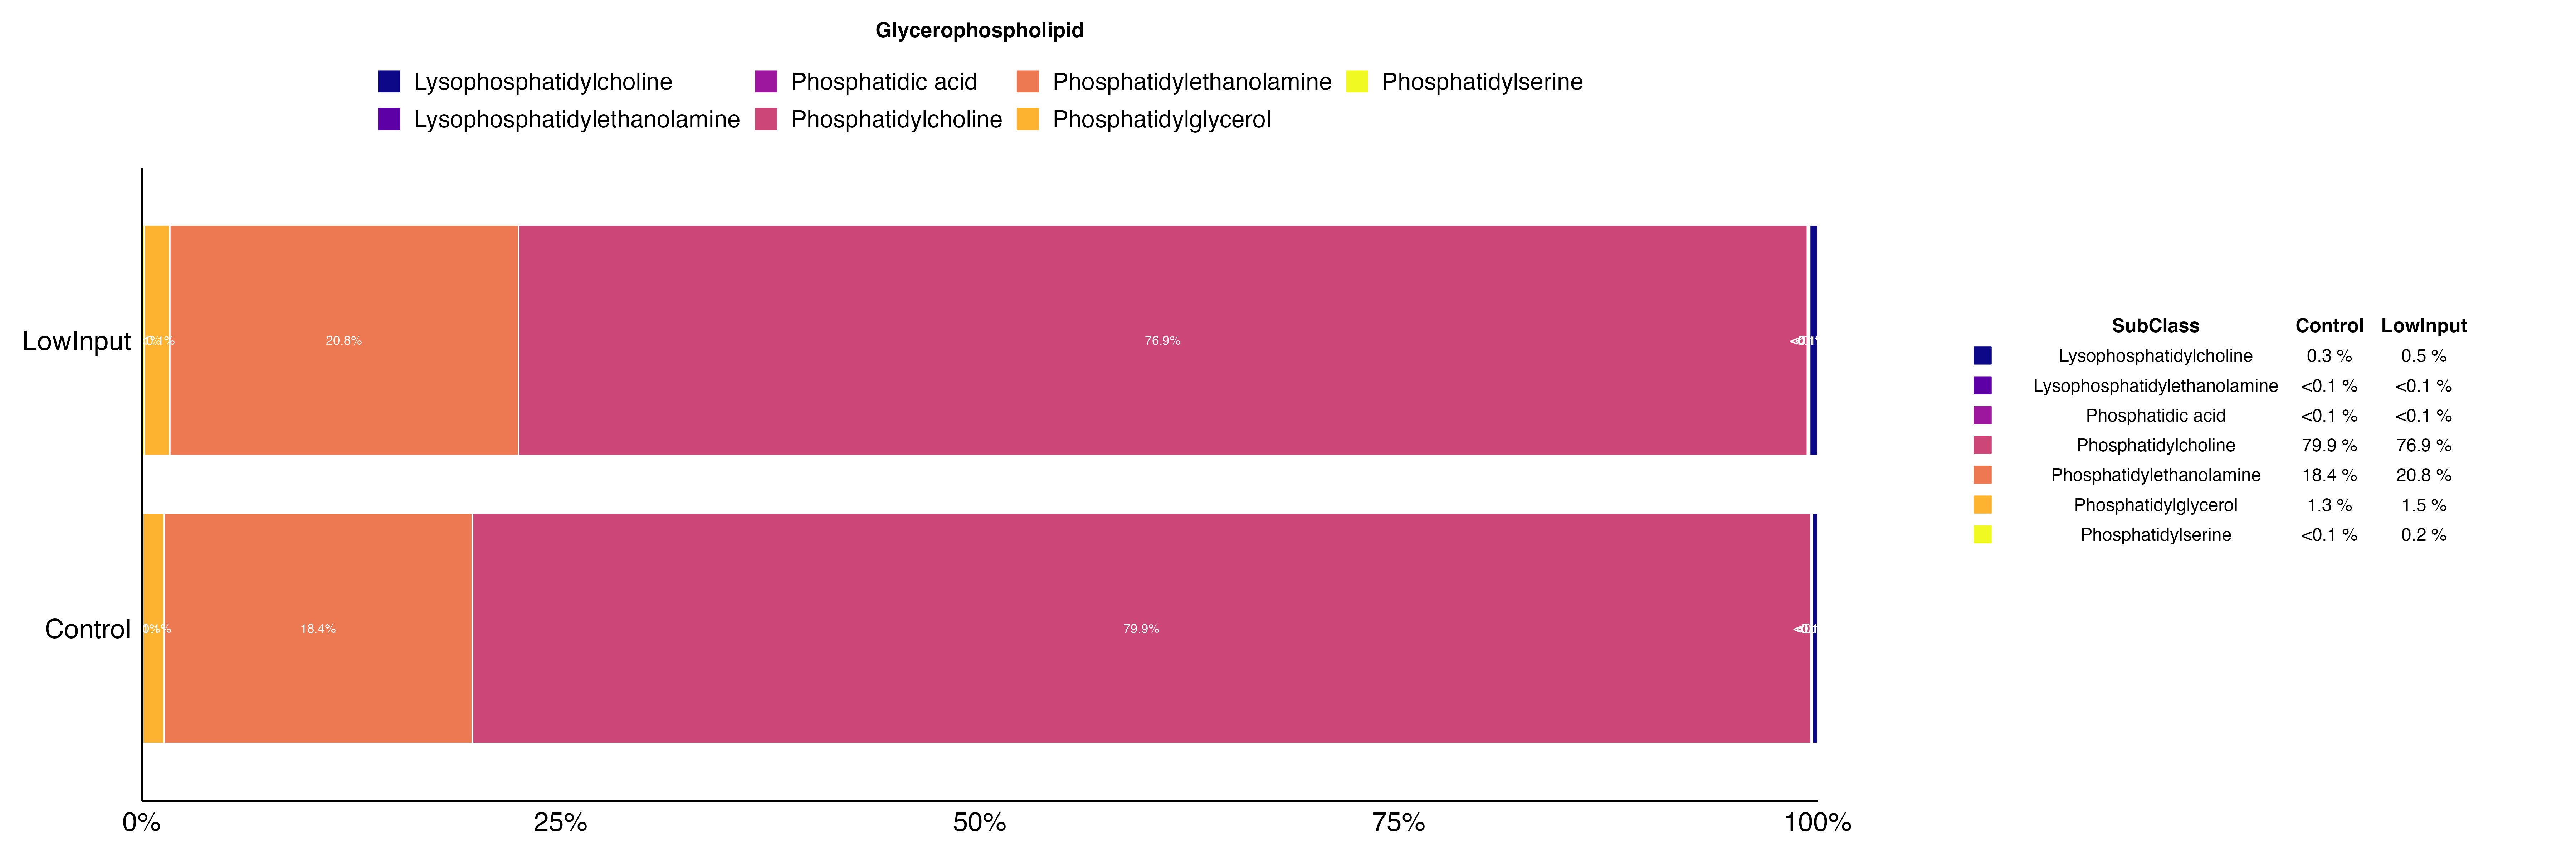 Glycerophospholipid
Lysophosphatidylcholine Phosphatidic acid Phosphatidylethanolamine Phosphatidylserine
Lysophosphatidylethanolamine Phosphatidylcholine Phosphatidylglycerol
LowInput 20.8% 76.9%
Control 18.4% 79.9%
0% 25% 50% 75% 100%
SubClass Control LowInput
Lysophosphatidylcholine 0.3 % 0.5 %
Lysophosphatidylethanolamine <0.1 % <0.1 %
Phosphatidic acid <0.1 % <0.1 %
Phosphatidylcholine 79.9 % 76.9 %
Phosphatidylethanolamine 18.4 % 20.8 %
Phosphatidylglycerol 1.3 % 1.5 %
Phosphatidylserine <0.1 % 0.2 %